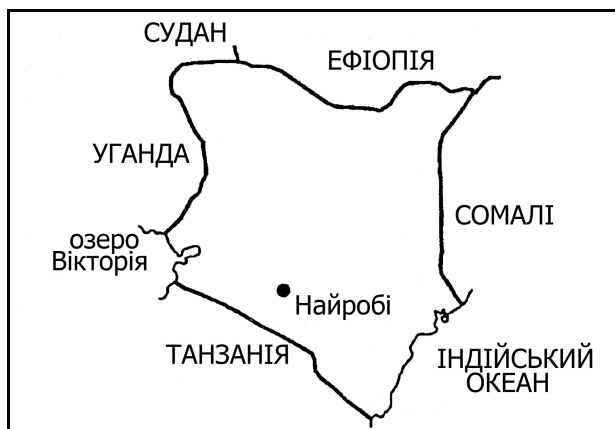 СУДАН
ЕФІОПІЯ
УГАНДА
СОМАЛІ
озеро
Вікторія
Найробі
ТАНЗАНІЯ
ІНДІЙСЬКИЙ
ОКЕАН